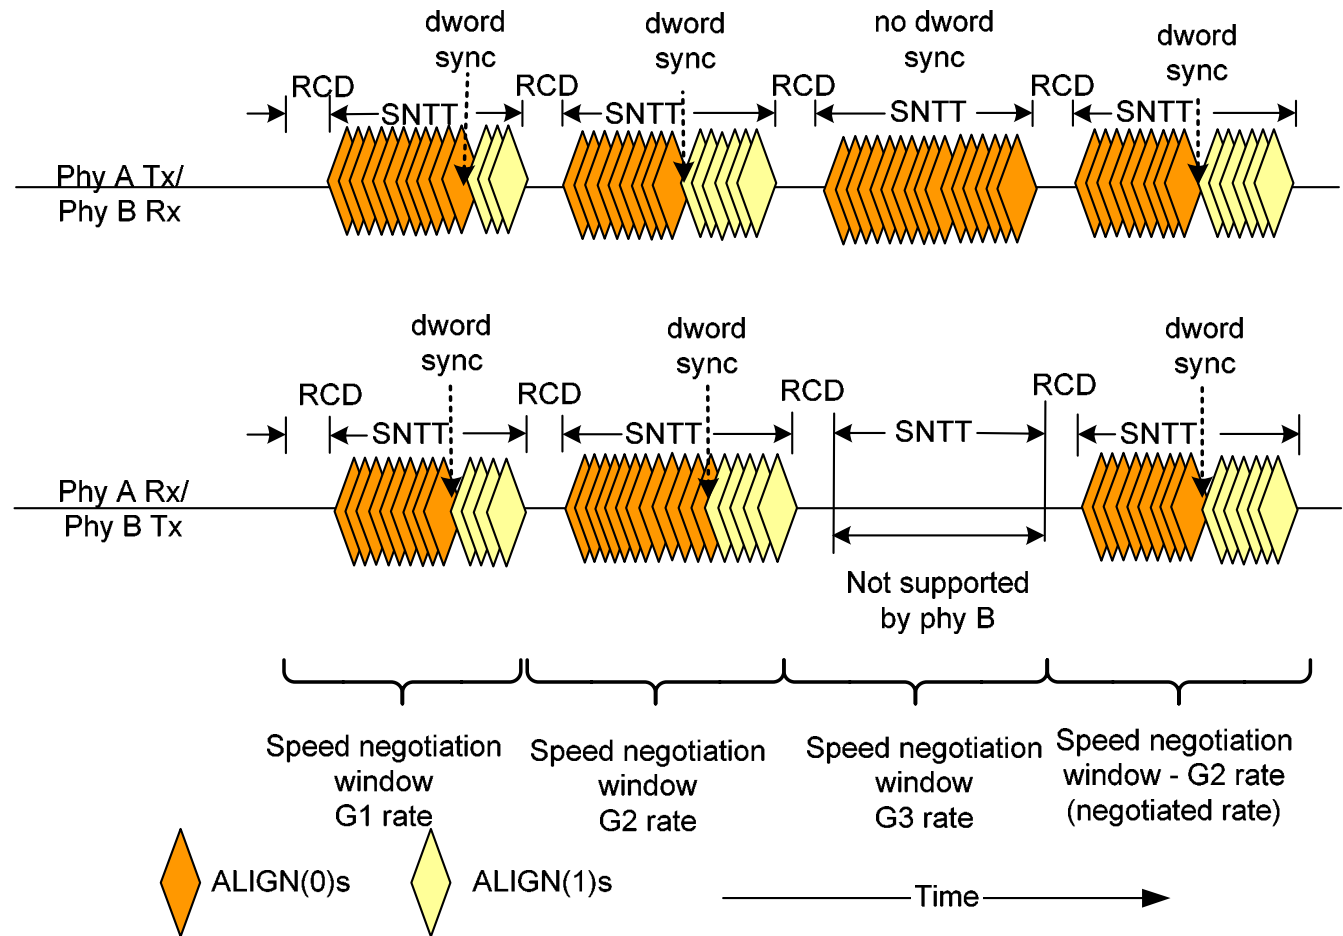 dword
sync
dword
sync
no dword
sync
dword
sync
RCD
RCD
RCD
RCD
SNTT
SNTT
SNTT
SNTT
Phy A Tx/
Phy B Rx
dword
sync
dword
sync
dword
sync
RCD
RCD
RCD
RCD
SNTT
SNTT
SNTT
SNTT
Phy A Rx/
Phy B Tx
Not supported
by phy B
Speed negotiation
window
G1 rate
Speed negotiation
window
G2 rate
Speed negotiation
window
G3 rate
Speed negotiation
window - G2 rate
(negotiated rate)
ALIGN(0)s
ALIGN(1)s
Time